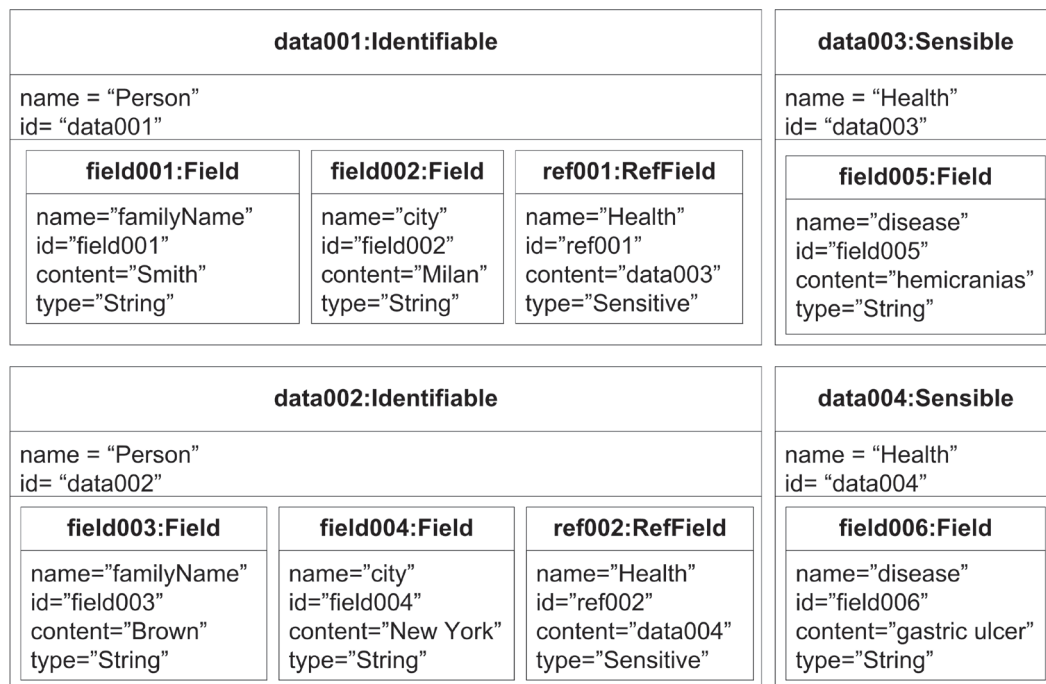 data001:Identifiable
name = “Person”
id= “data001”
field001:Field
name=”familyName”
id=”field001”
content=”Smith”
type=”String”
field002:Field
name=”city”
id=”field002”
content=”Milan”
type=”String”
ref001:RefField
name=”Health”
id=”ref001”
content=”data003”
type=”Sensitive”
data003:Sensible
name = “Health”
id= “data003”
field005:Field
name=”disease”
id=”field005”
content=”hemicranias”
type=”String”
data002:Identifiable
name = “Person”
id= “data002”
field003:Field
name=”familyName”
id=”field003”
content=”Brown”
type=”String”
field004:Field
name=”city”
id=”field004”
content=”New York”
type=”String”
ref002:RefField
name=”Health”
id=”ref002”
content=”data004”
type=”Sensitive”
data004:Sensible
name = “Health”
id= “data004”
field006:Field
name=”disease”
id=”field006”
content=”gastric ulcer”
type=”String”